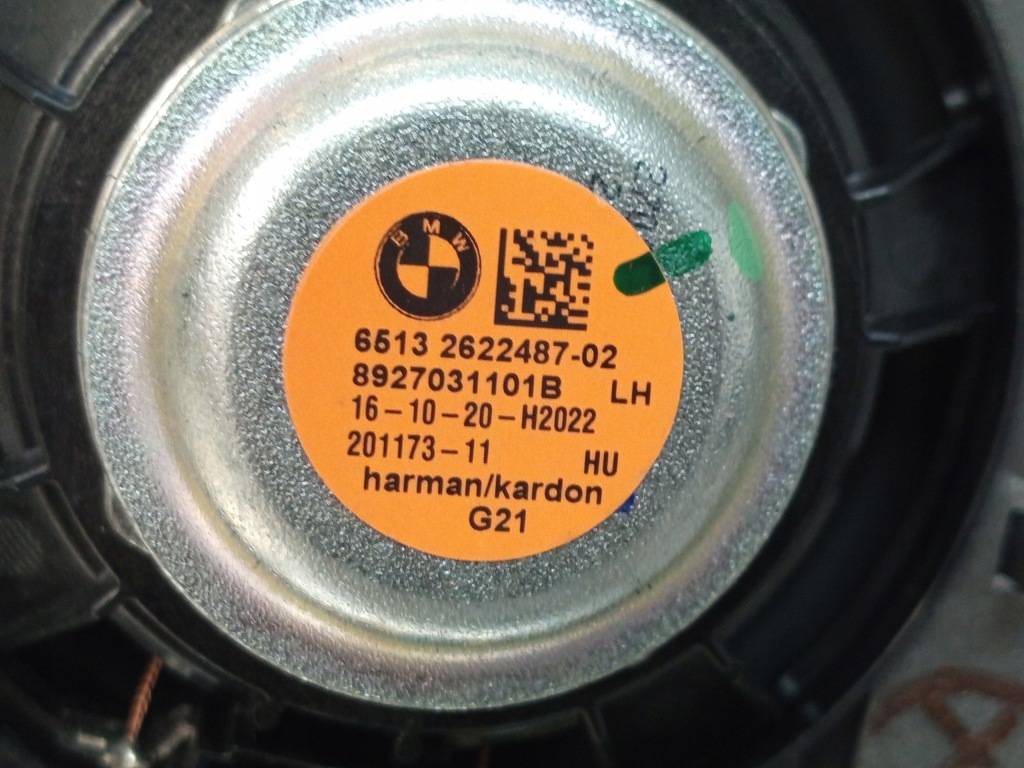 BMW
6513 2622487-02
8927031101B LH
16-10-20-H2022
201173-11 HU
harman/kardon
G21